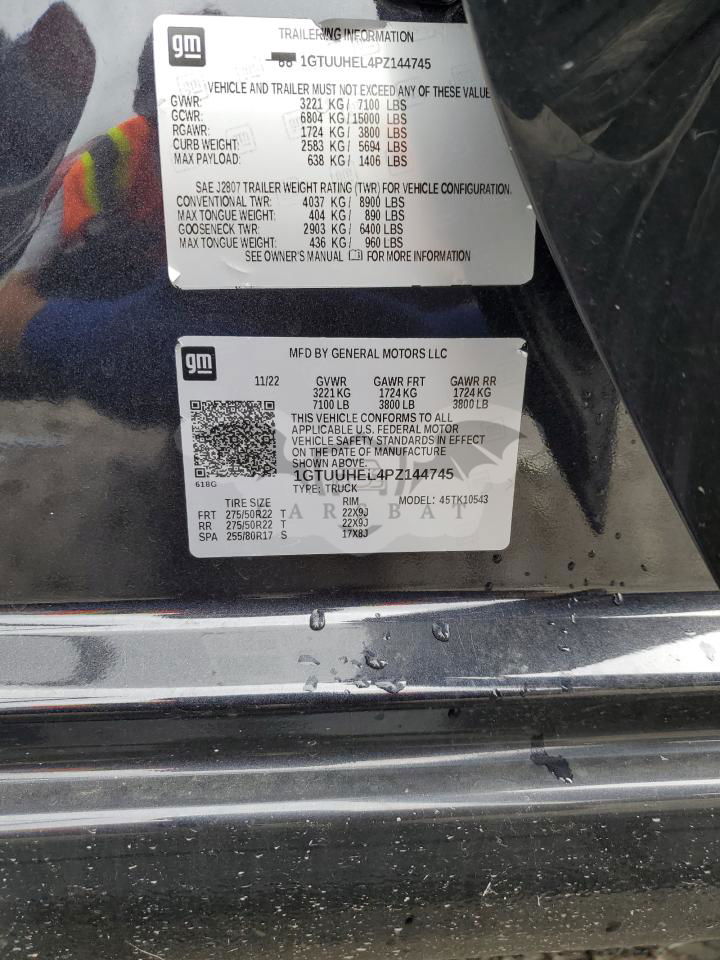 gm
TRAILERING INFORMATION
1GTUUHEL4PZ144745
VEHICLE AND TRAILER MUST NOT EXCEED ANY OF THESE VALUE
GVWR: 3221 KG / 7100 LBS
GCWR: 6804 KG / 15000 LBS
RGAWR: 1724 KG / 3800 LBS
CURB WEIGHT: 2583 KG / 5694 LBS
MAX PAYLOAD: 638 KG / 1406 LBS
SAE J2807 TRAILER WEIGHT RATING (TWR) FOR VEHICLE CONFIGURATION.
CONVENTIONAL TWR: 4037 KG / 8900 LBS
MAX TONGUE WEIGHT: 404 KG / 890 LBS
GOOSENECK TWR: 2903 KG / 6400 LBS
MAX TONGUE WEIGHT: 436 KG / 960 LBS
SEE OWNER'S MANUAL FOR MORE INFORMATION
gm
MFD BY GENERAL MOTORS LLC
11/22 GVWR GAWR FRT GAWR RR
3221 KG 1724 KG 1724 KG
7100 LB 3800 LB 3800 LB
THIS VEHICLE CONFORMS TO ALL
APPLICABLE U.S. FEDERAL MOTOR
VEHICLE SAFETY STANDARDS IN EFFECT
ON THE DATE OF MANUFACTURE
SHOWN ABOVE.
1GTUUHEL4PZ144745
618G
TYPE: TRUCK MODEL: 45TK10543
TIRE SIZE RIM
FRT 275/50R22 T 22X9J
RR 275/50R22 T 22X9J
SPA 255/80R17 S 17X8J